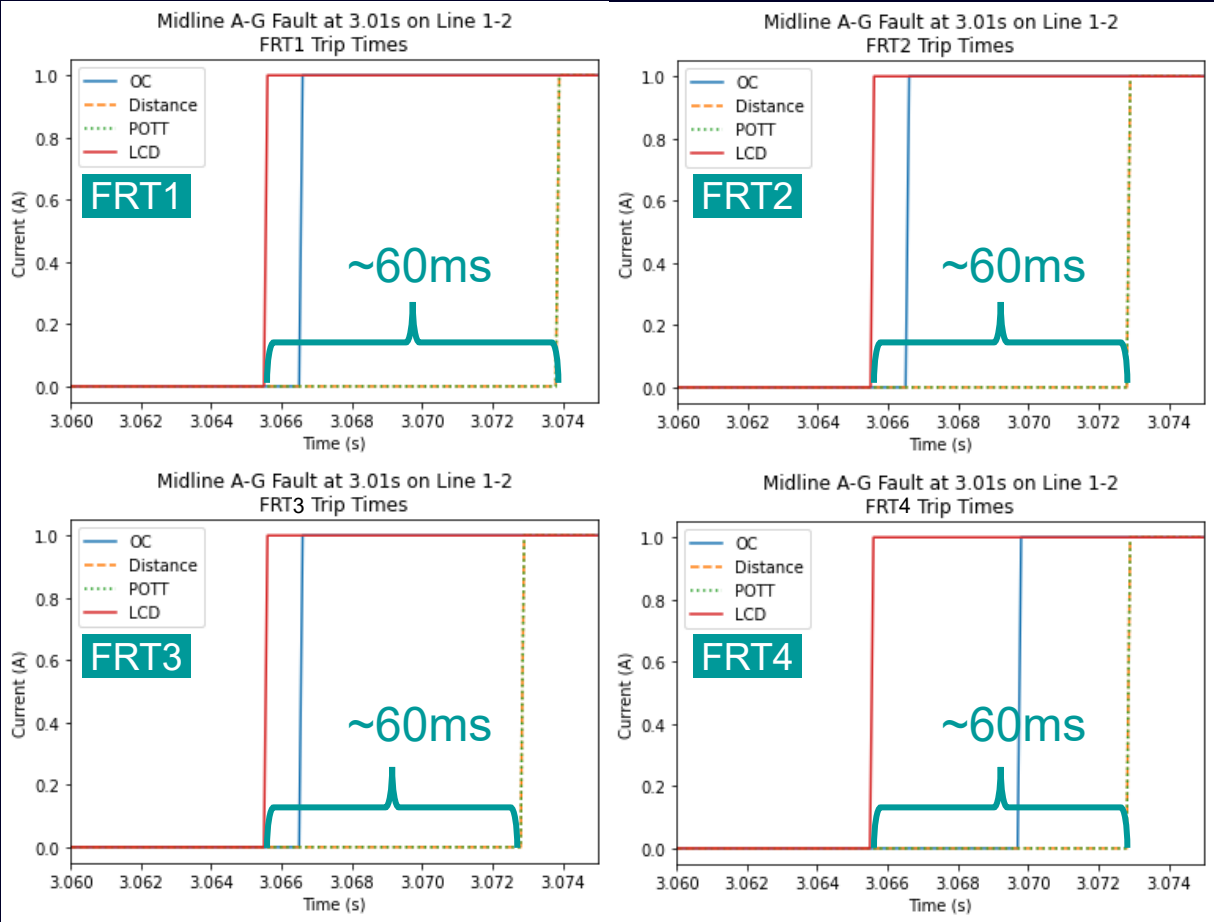 Midline A-G Fault at 3.01s on Line 1-2
FRT1 Trip Times
Current (A)
1.0
0.8
0.6
0.4
0.2
0.0
OC
Distance
POTT
LCD
FRT1
~60ms
3.060 3.062 3.064 3.066 3.068 3.070 3.072 3.074
Time (s)
Midline A-G Fault at 3.01s on Line 1-2
FRT2 Trip Times
Current (A)
1.0
0.8
0.6
0.4
0.2
0.0
OC
Distance
POTT
LCD
FRT2
~60ms
3.060 3.062 3.064 3.066 3.068 3.070 3.072 3.074
Time (s)
Midline A-G Fault at 3.01s on Line 1-2
FRT3 Trip Times
Current (A)
1.0
0.8
0.6
0.4
0.2
0.0
OC
Distance
POTT
LCD
FRT3
~60ms
3.060 3.062 3.064 3.066 3.068 3.070 3.072 3.074
Time (s)
Midline A-G Fault at 3.01s on Line 1-2
FRT4 Trip Times
Current (A)
1.0
0.8
0.6
0.4
0.2
0.0
OC
Distance
POTT
LCD
FRT4
~60ms
3.060 3.062 3.064 3.066 3.068 3.070 3.072 3.074
Time (s)